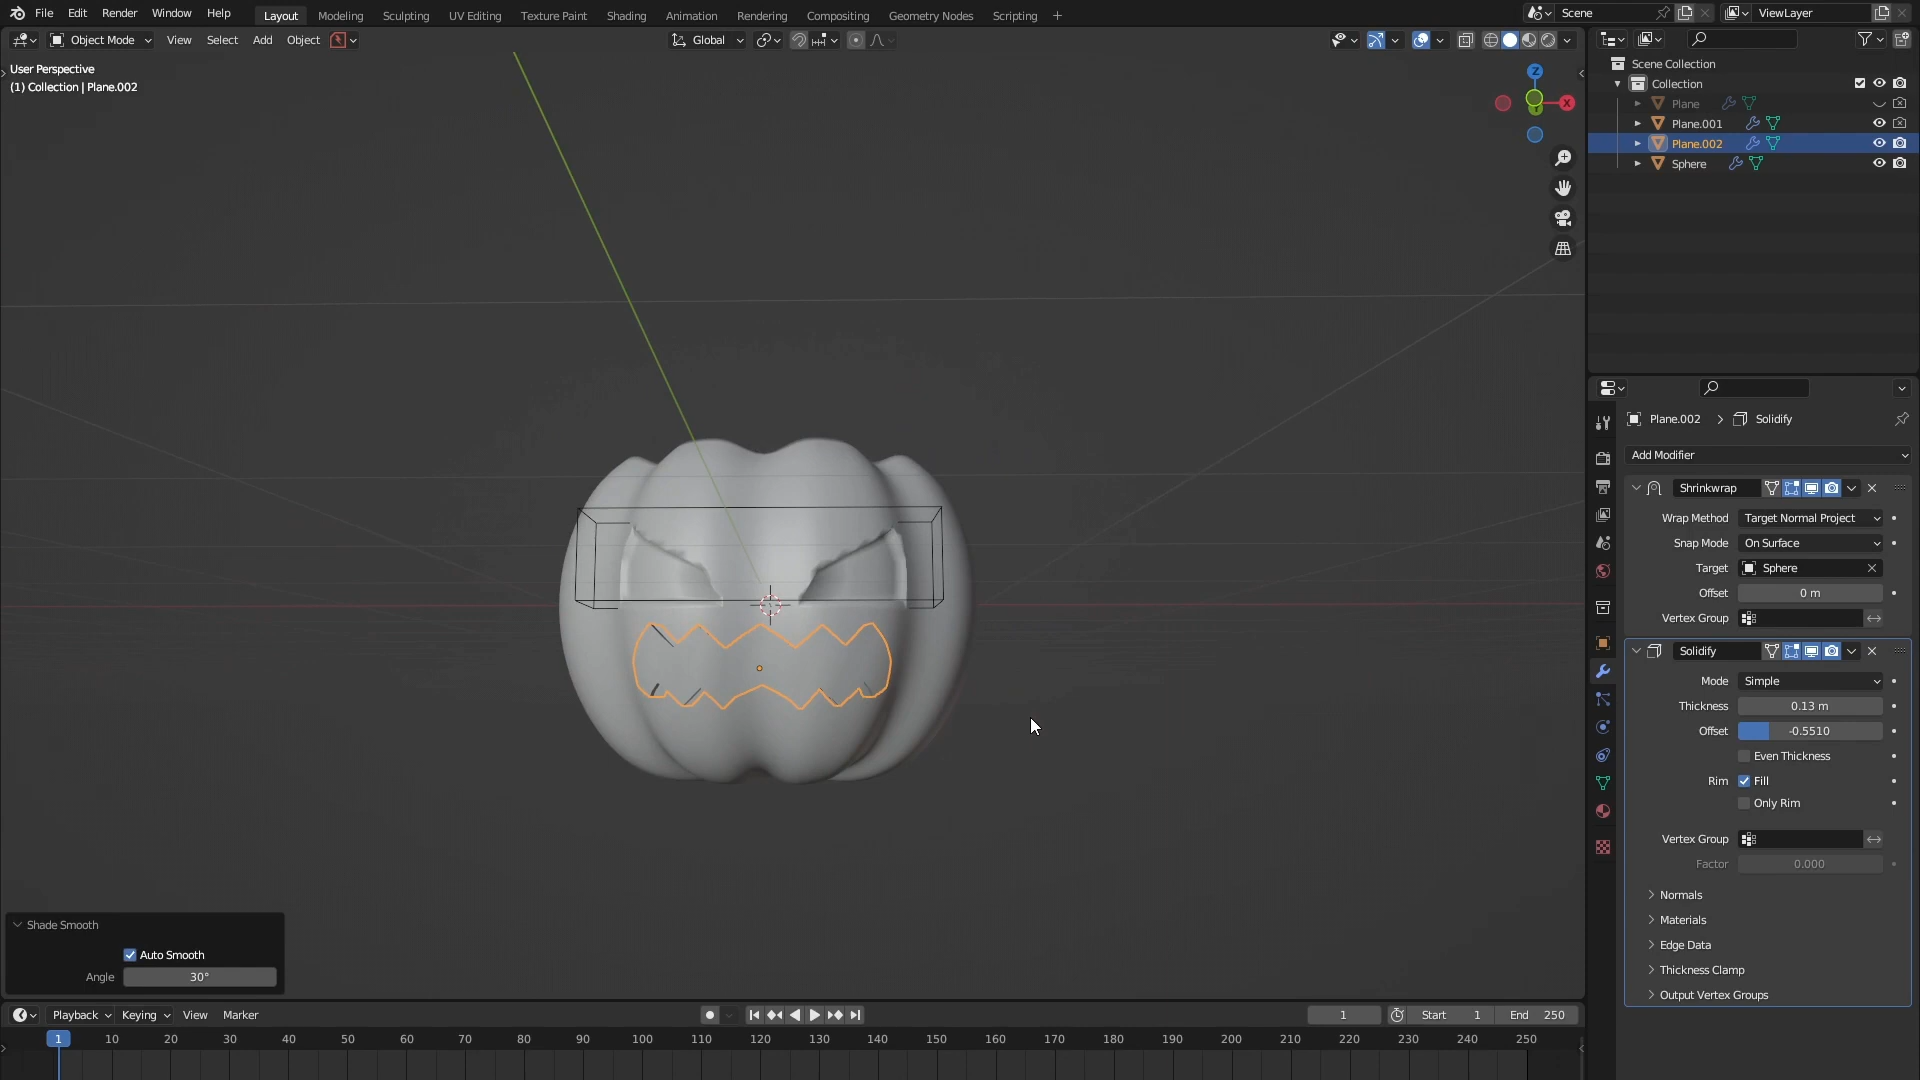 File Edit Render Window Help Layout Modeling Sculpting UV Editing Texture Paint Shading Animation Rendering Compositing Geometry Nodes Scripting + Scene ViewLayer
Object Mode View Select Add Object Global
User Perspective
(1) Collection | Plane.002
Z
X
Scene Collection
Collection
Plane
Plane.001
Plane.002
Sphere
Plane.002 > Solidify
Add Modifier
Shrinkwrap
Wrap Method Target Normal Project
Snap Mode On Surface
Target Sphere
Offset 0 m
Vertex Group
Solidify
Mode Simple
Thickness 0.13 m
Offset -0.5510
Even Thickness
Rim Fill
Only Rim
Vertex Group
Factor 0.000
Normals
Materials
Edge Data
Thickness Clamp
Output Vertex Groups
Shade Smooth
Auto Smooth
Angle 30°
Playback Keying View Marker 1 Start 1 End 250
1 10 20 30 40 50 60 70 80 90 100 110 120 130 140 150 160 170 180 190 200 210 220 230 240 250